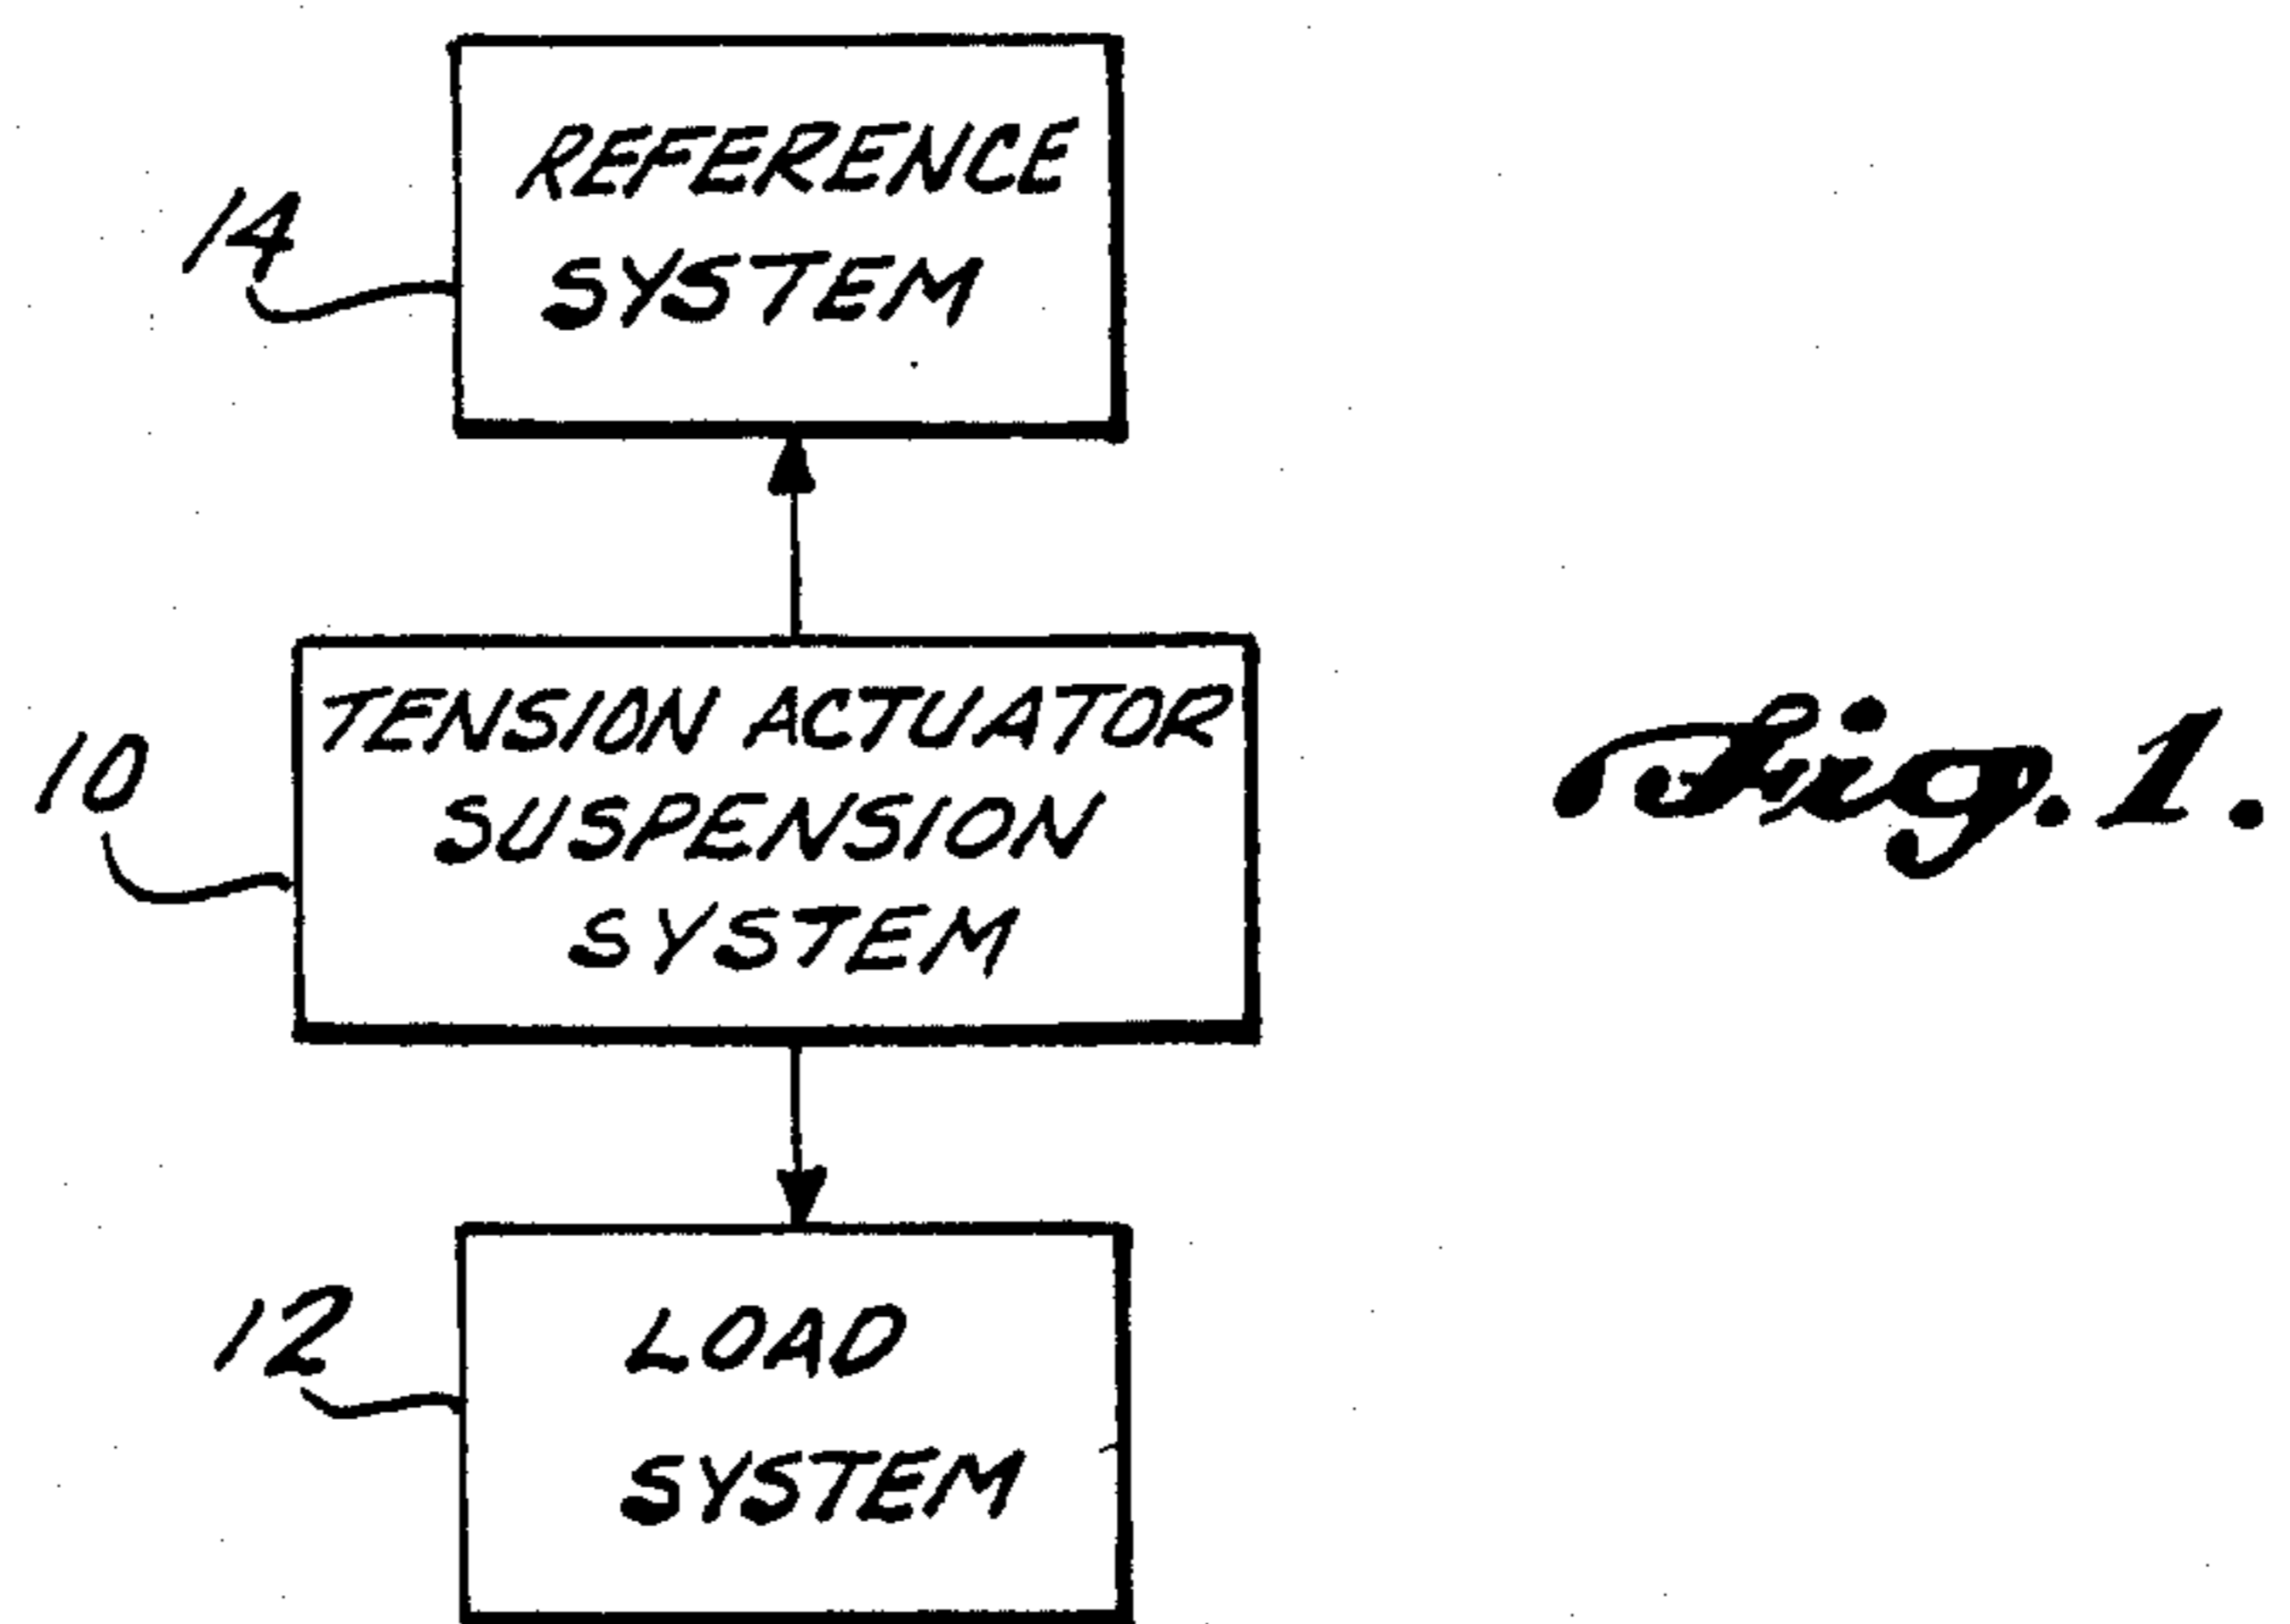 REFERENCE
SYSTEM
14
TENSION ACTUATOR
SUSPENSION
SYSTEM
10
Fig. 1.
LOAD
SYSTEM
12